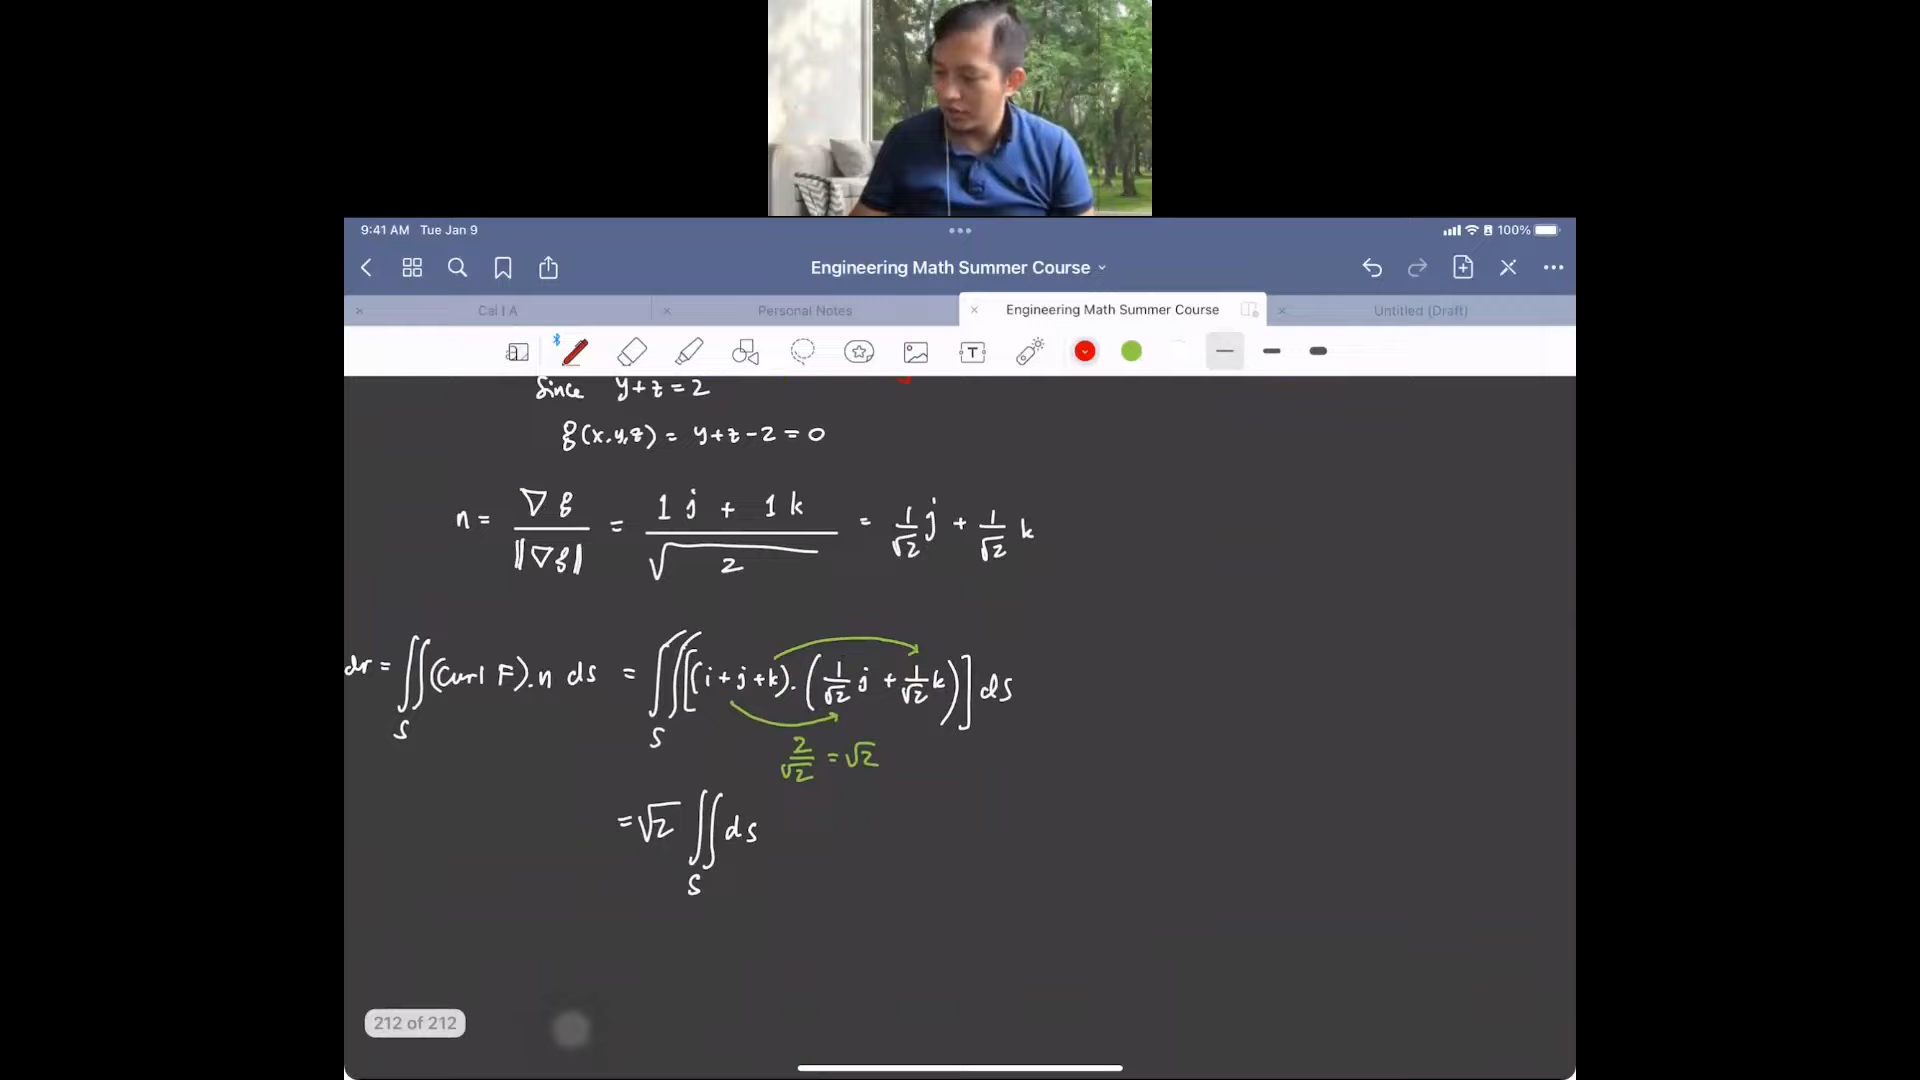 9:41 AM Tue Jan 9
100%
Engineering Math Summer Course
Cal I A
Personal Notes
Engineering Math Summer Course
Untitled (Draft)
Since y+z=2
g(x,y,z) = y+z-2=0
n = ∇g / ||∇g|| = (1j + 1k) / √2 = 1/√2 j + 1/√2 k
dr = ∬S (Curl F).n ds = ∬S [(i+j+k).(1/√2 j + 1/√2 k)] ds
2/√2 = √2
= √2 ∬S ds
212 of 212